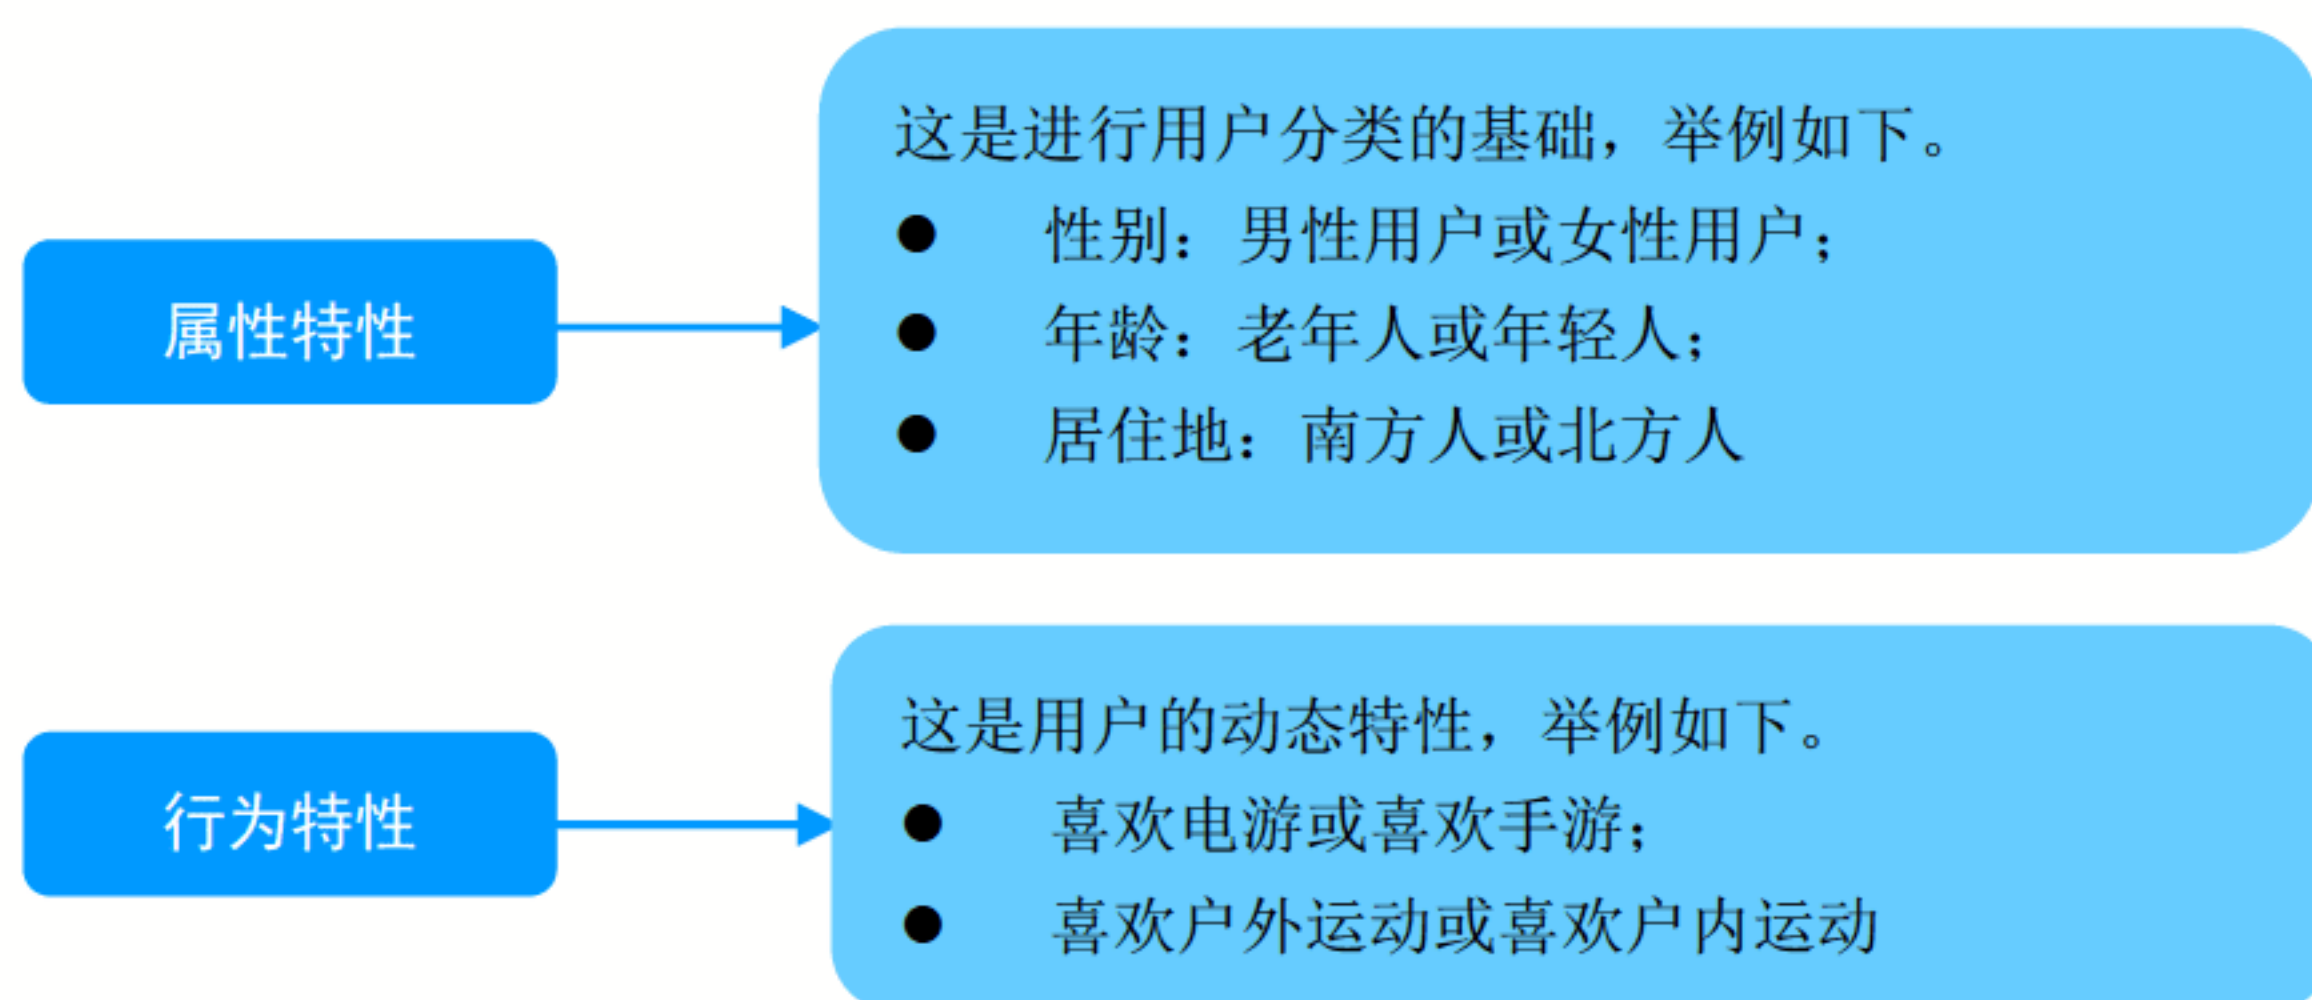 属性特性
这是进行用户分类的基础，举例如下。
● 性别：男性用户或女性用户；
● 年龄：老年人或年轻人；
● 居住地：南方人或北方人
行为特性
这是用户的动态特性，举例如下。
● 喜欢电游或喜欢手游；
● 喜欢户外运动或喜欢户内运动